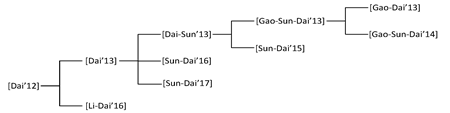 [Gao-Dai'13]
[Dai-Sun'13]
[Gao-Sun-Dai'13]
[Gao-Sun-Dai'14]
[Dai'13]
[Sun-Dai'16]
[Sun-Dai'15]
[Dai'12]
[Sun-Dai'17]
[Li-Dai'16]